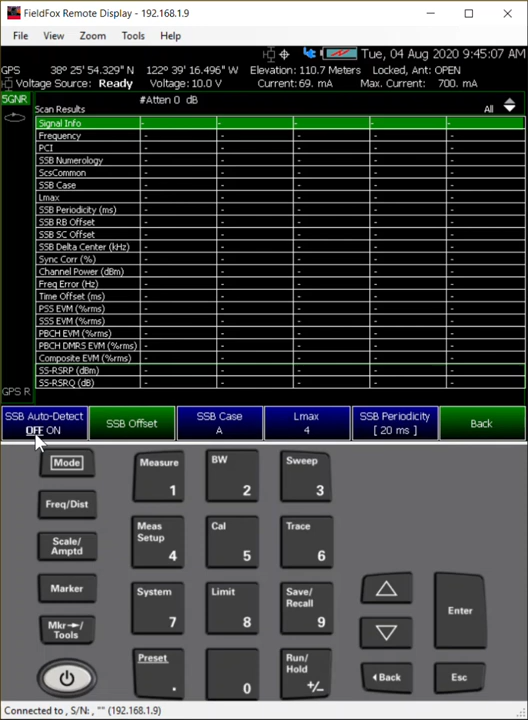 FieldFox Remote Display - 192.168.1.9
File View Zoom Tools Help
Tue, 04 Aug 2020 9:45:07 AM
GPS 38° 25' 54.329" N 122° 39' 16.496" W Elevation: 110.7 Meters Locked, Ant: OPEN
Voltage Source: Ready Voltage: 10.0 V Current: 69. mA Max. Current: 700. mA
5GNR #Atten 0 dB
Scan Results All
Signal Info - - - - -
Frequency - - - - -
PCI - - - - -
SSB Numerology - - - - -
ScsCommon - - - - -
SSB Case - - - - -
Lmax - - - - -
SSB Periodicity (ms) - - - - -
SSB RB Offset - - - - -
SSB SC Offset - - - - -
SSB Delta Center (kHz) - - - - -
Sync Corr (%) - - - - -
Channel Power (dBm) - - - - -
Freq Error (Hz) - - - - -
Time Offset (ms) - - - - -
PSS EVM (%rms) - - - - -
SSS EVM (%rms) - - - - -
PBCH EVM (%rms) - - - - -
PBCH DMRS EVM (%rms) - - - - -
Composite EVM (%rms) - - - - -
SS-RSRP (dBm) - - - - -
SS-RSRQ (dB) - - - - -
GPS R
SSB Auto-Detect SSB Offset SSB Case Lmax SSB Periodicity Back
OFF ON A 4 [ 20 ms ]
Mode Measure 1 BW 2 Sweep 3
Freq/Dist
Scale/ Amptd Meas Setup 4 Cal 5 Trace 6
Marker System 7 Limit 8 Save/ Recall 9 Enter
Mkr→/ Tools
Preset . 0 Run/ Hold +/- Back Esc
Connected to , S/N: , "" (192.168.1.9)